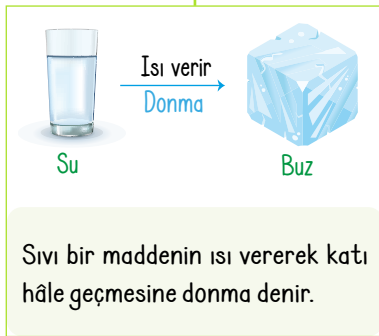 Isı verir
Donma
Su
Buz
Sıvı bir maddenin ısı vererek katı
hâle geçmesine donma denir.